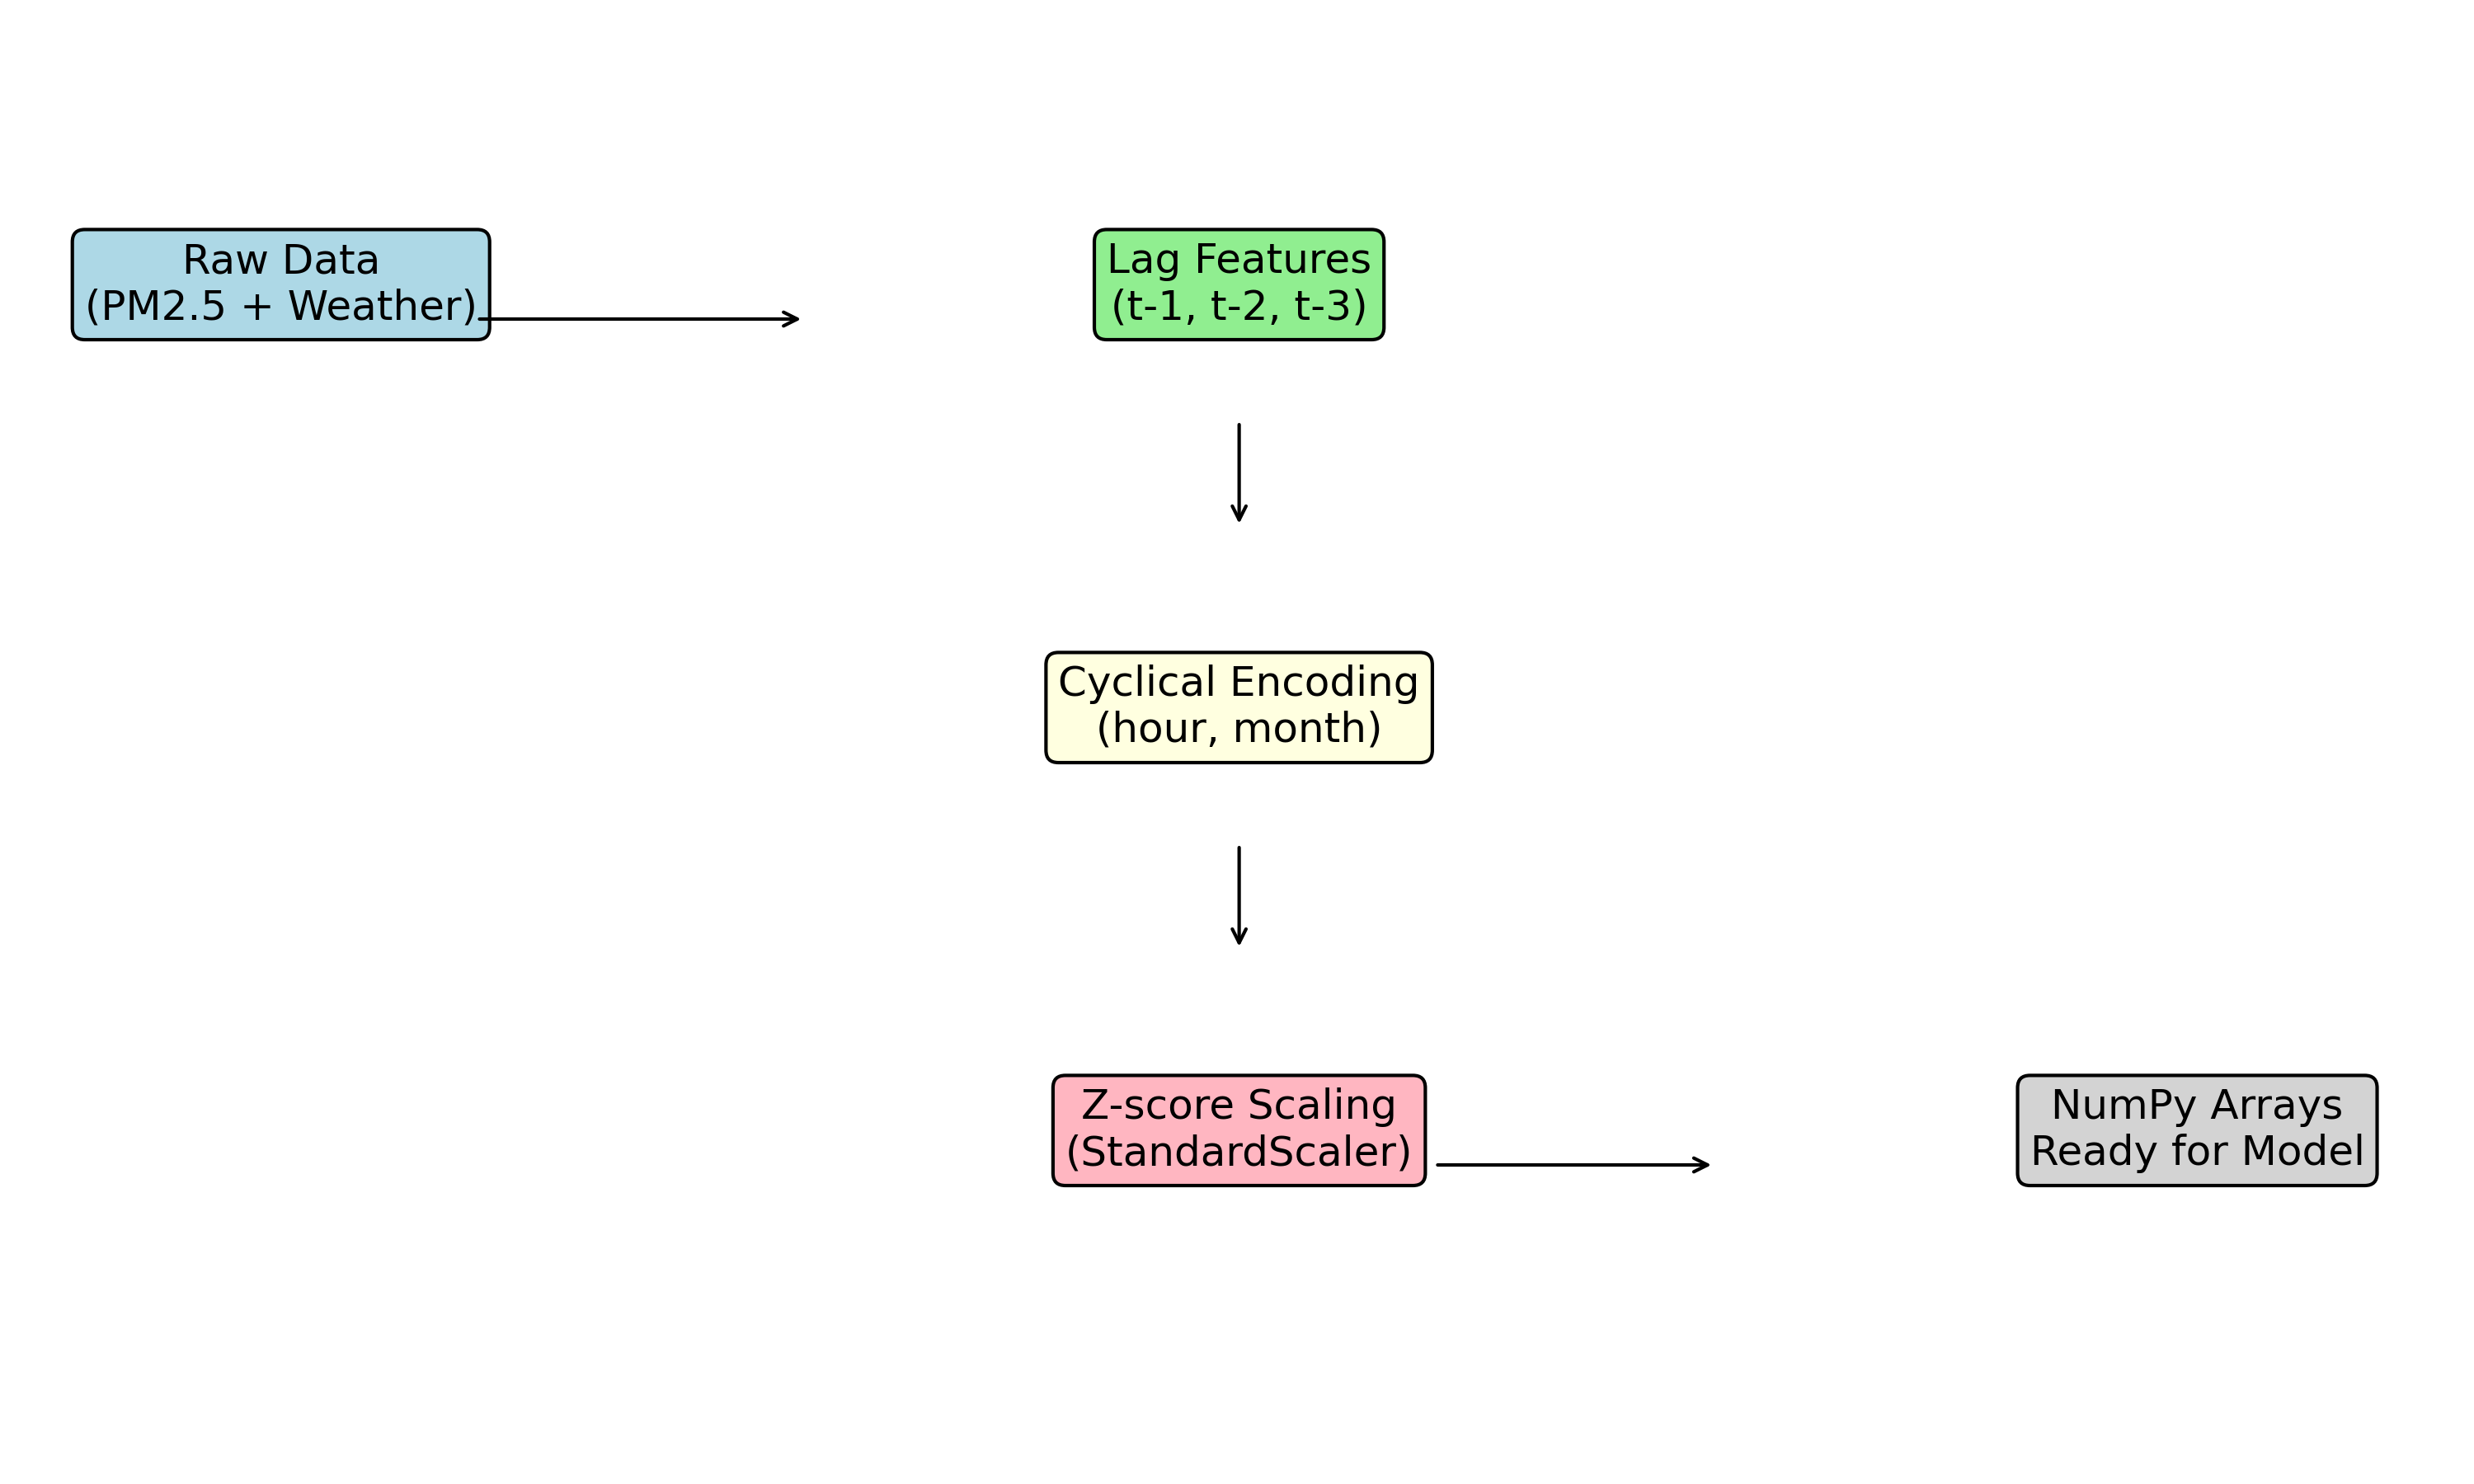 Raw Data
(PM2.5 + Weather)
Lag Features
(t-1, t-2, t-3)
Cyclical Encoding
(hour, month)
Z-score Scaling
(StandardScaler)
NumPy Arrays
Ready for Model